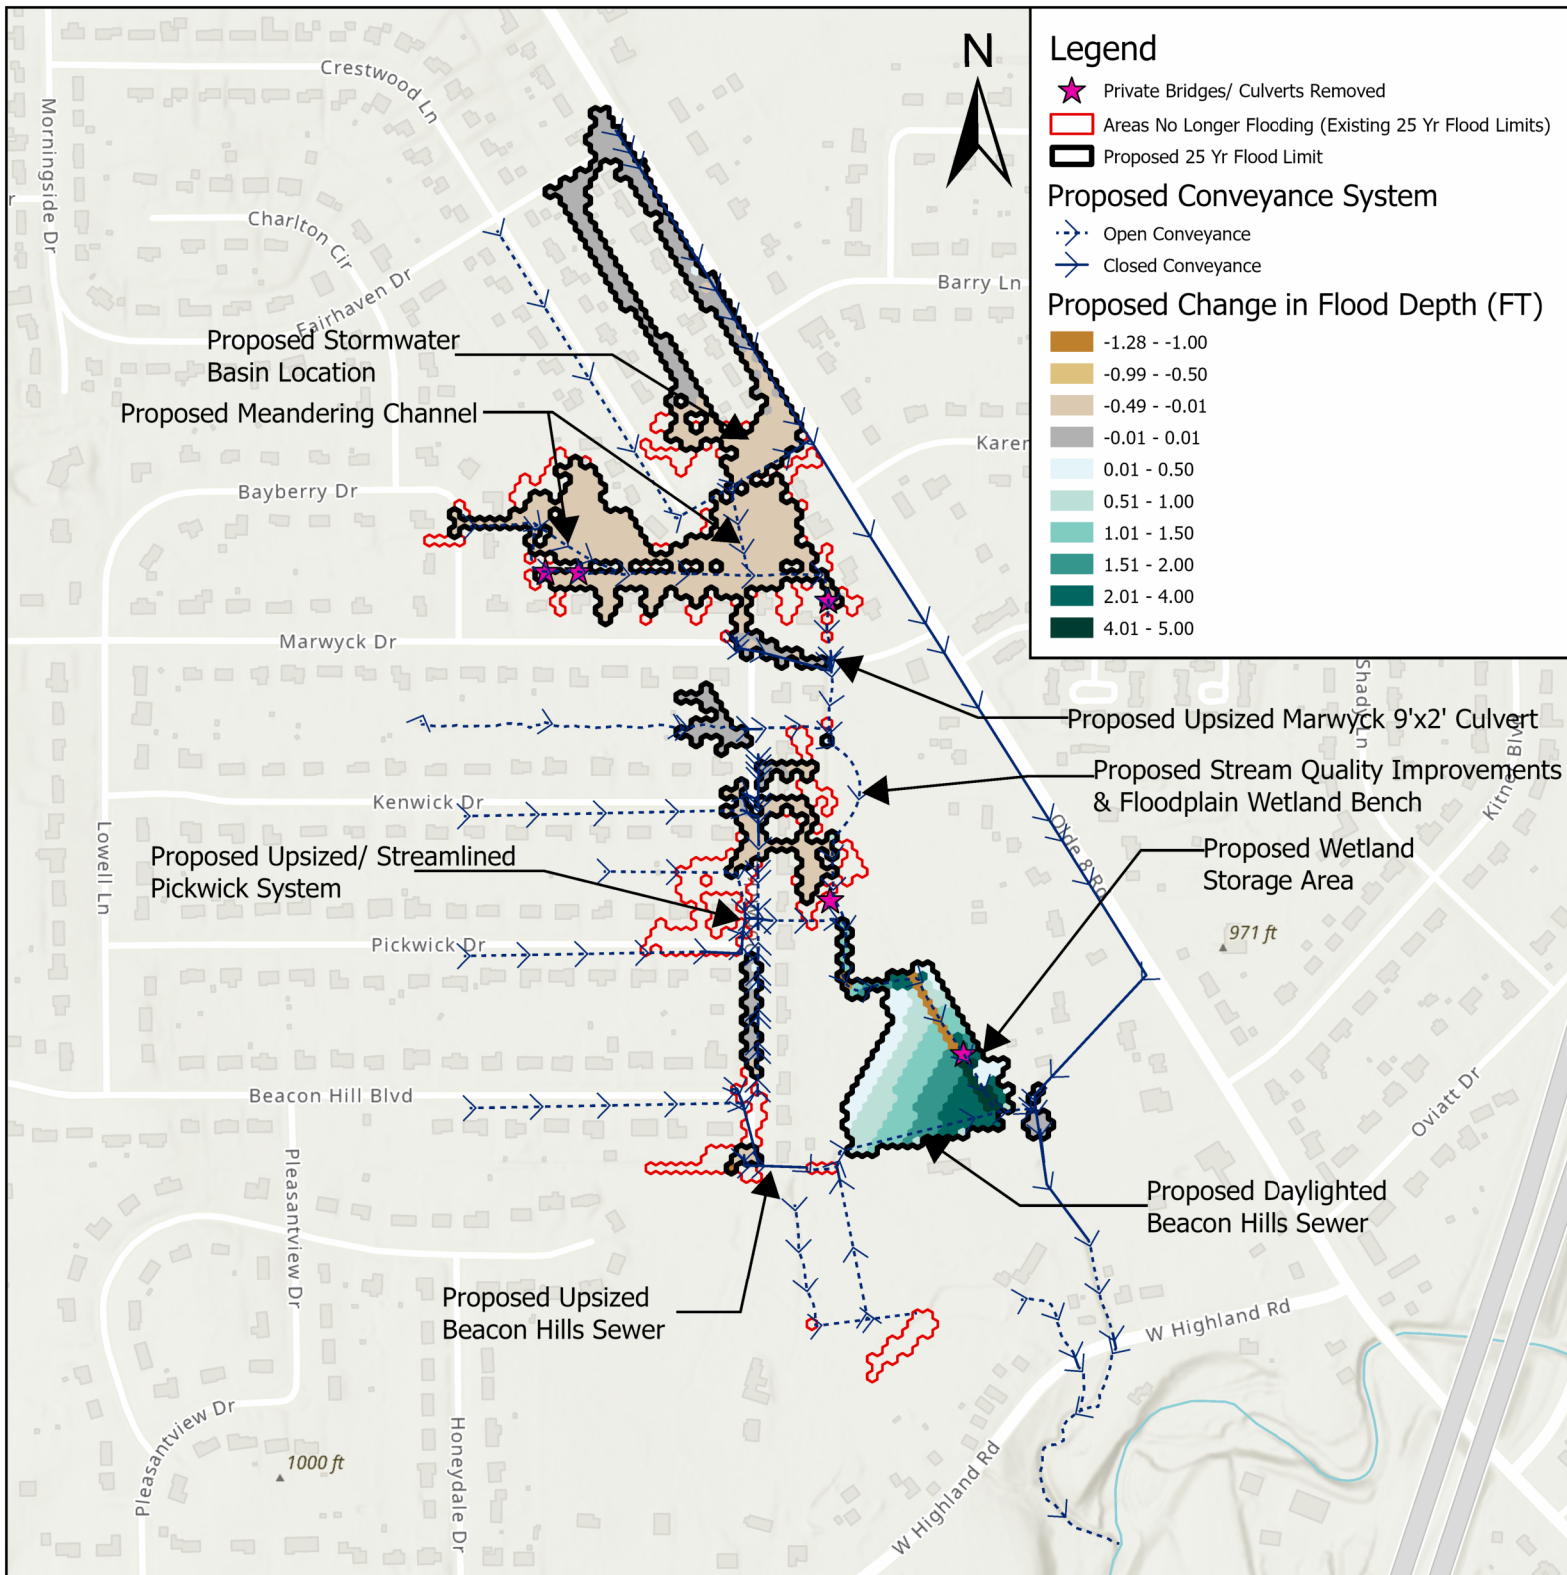 N
Legend
Private Bridges/ Culverts Removed
Areas No Longer Flooding (Existing 25 Yr Flood Limits)
Proposed 25 Yr Flood Limit
Proposed Conveyance System
Open Conveyance
Closed Conveyance
Proposed Change in Flood Depth (FT)
-1.28 - -1.00
-0.99 - -0.50
-0.49 - -0.01
-0.01 - 0.01
0.01 - 0.50
0.51 - 1.00
1.01 - 1.50
1.51 - 2.00
2.01 - 4.00
4.01 - 5.00
Crestwood Ln
Morningside Dr
Charlton Cir
Fairhaven Dr
Barry Ln
Proposed Stormwater
Basin Location
Proposed Meandering Channel
Karen
Bayberry Dr
Marwyck Dr
Shady Ln
Kitner Blvd
Proposed Upsized Marwyck 9'x2' Culvert
Proposed Stream Quality Improvements
& Floodplain Wetland Bench
Kenwick Dr
Lowell Ln
Olde 8 Rd
Proposed Upsized/ Streamlined
Pickwick System
Proposed Wetland
Storage Area
Pickwick Dr
971 ft
Beacon Hill Blvd
Oviatt Dr
Pleasantview Dr
Proposed Daylighted
Beacon Hills Sewer
Proposed Upsized
Beacon Hills Sewer
W Highland Rd
Pleasantview Dr
Honeydale Dr
1000 ft
W Highland Rd